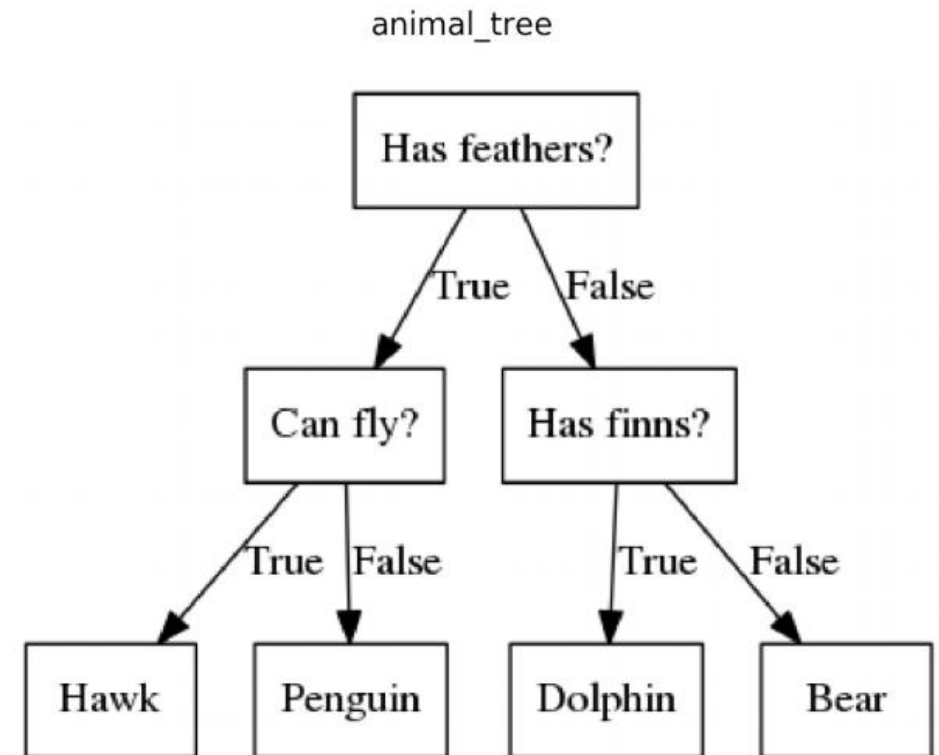 animal_tree
Has feathers?
True False
Can fly? Has finns?
True False True False
Hawk Penguin Dolphin Bear